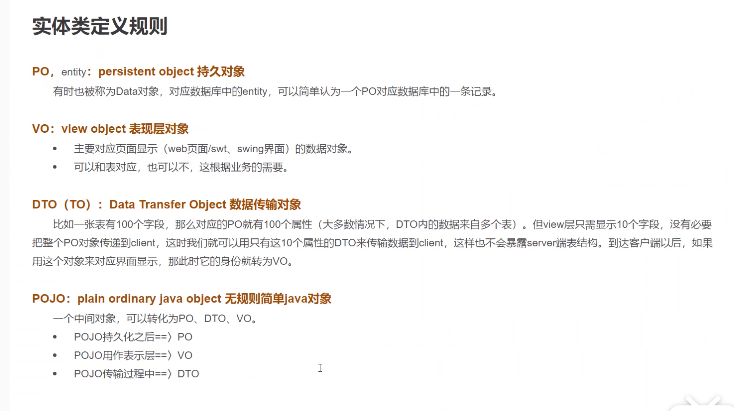 实体类定义规则
PO，entity：persistent object 持久对象
有时也被称为Data对象，对应数据库中的entity，可以简单认为一个PO对应数据库中的一条记录。
VO：view object 表现层对象
• 主要对应页面显示（web页面/swt、swing界面）的数据对象。
• 可以和表对应，也可以不，这根据业务的需要。
DTO（TO）：Data Transfer Object 数据传输对象
比如一张表有100个字段，那么对应的PO就有100个属性（大多数情况下，DTO内的数据来自多个表）。但view层只需显示10个字段，没有必要
把整个PO对象传递到client，这时我们就可以用只有这10个属性的DTO来传输数据到client，这样也不会暴露server端表结构。到达客户端以后，如果
用这个对象来对应界面显示，那此时它的身份就转为VO。
POJO：plain ordinary java object 无规则简单java对象
一个中间对象，可以转化为PO、DTO、VO。
• POJO持久化之后==〉PO
• POJO用作表示层==〉VO
• POJO传输过程中==〉DTO